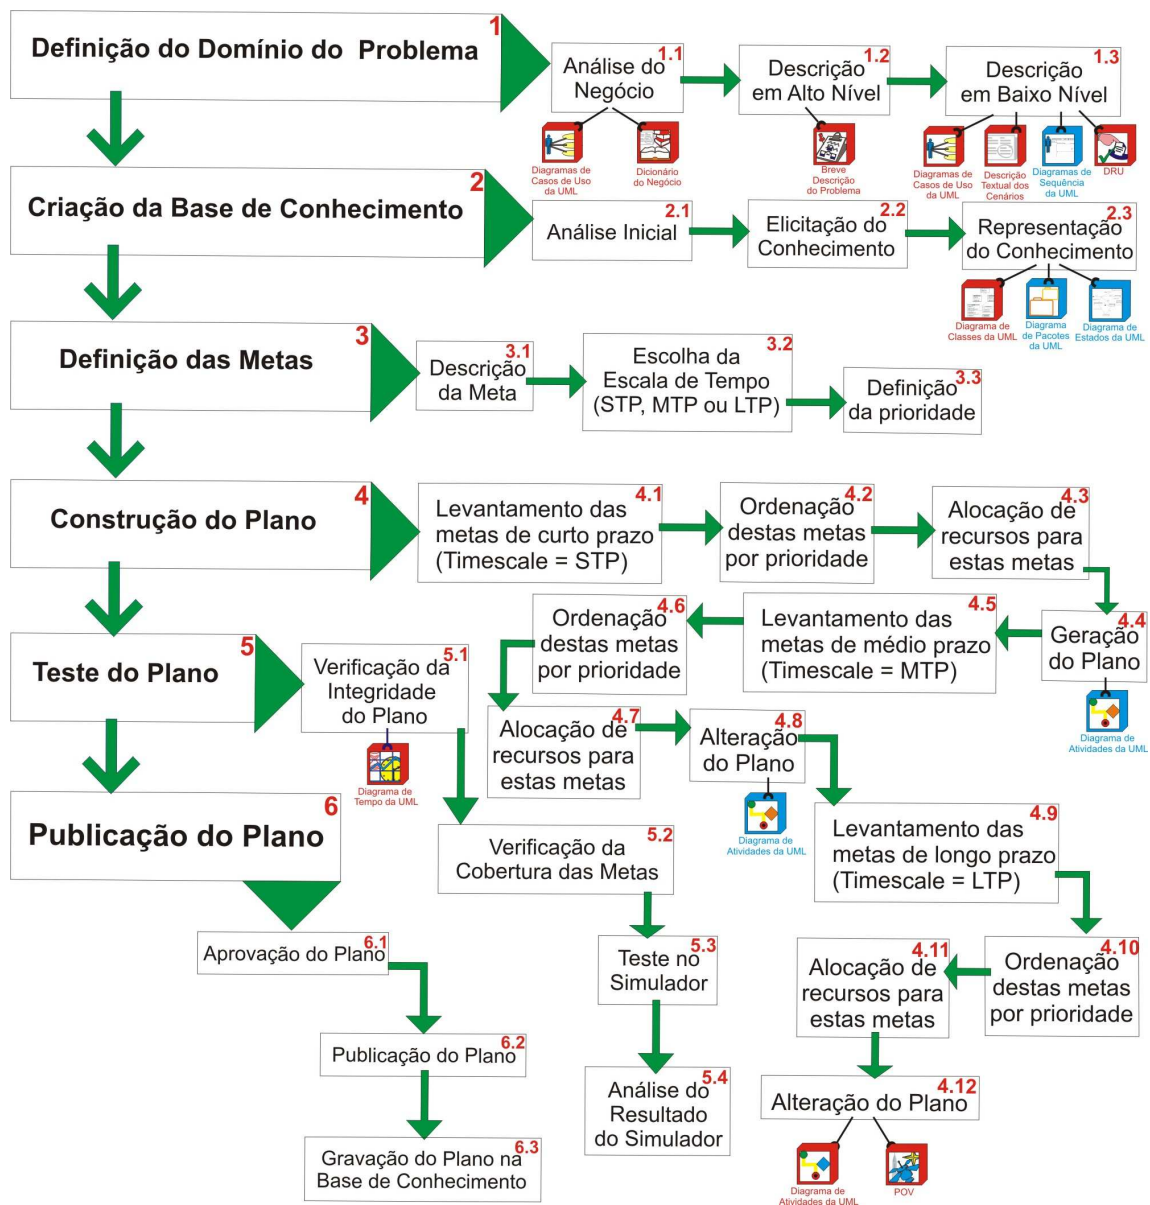 1
Definição do Domínio do Problema
1.1
Análise do
Negócio
1.2
Descrição
em Alto Nível
1.3
Descrição
em Baixo Nível
Diagramas de
Casos de Uso da
UML
Dicionário
do Negócio
Breve
Descrição
do Problema
Diagramas de
Casos de Uso
da UML
Descrição
Textual dos
Cenários
Diagramas de
Sequência
da UML
DRU
2
Criação da Base de Conhecimento
2.1
Análise Inicial
2.2
Elicitação do
Conhecimento
2.3
Representação
do Conhecimento
Diagrama de
Classes da UML
Diagrama
de Pacotes
da UML
Diagrama de
Estados da UML
3
Definição das Metas
3.1
Descrição
da Meta
3.2
Escolha da
Escala de Tempo
(STP, MTP ou LTP)
3.3
Definição
da prioridade
4
Construção do Plano
4.1
Levantamento das
metas de curto prazo
(Timescale = STP)
4.2
Ordenação
destas metas
por prioridade
4.3
Alocação de
recursos para
estas metas
4.4
Geração
do Plano
Diagrama de
Atividades da UML
4.5
Levantamento das
metas de médio prazo
(Timescale = MTP)
4.6
Ordenação
destas metas
por prioridade
4.7
Alocação de
recursos para
estas metas
4.8
Alteração
do Plano
Diagrama de
Atividades da UML
4.9
Levantamento das
metas de longo prazo
(Timescale = LTP)
4.10
Ordenação
destas metas
por prioridade
4.11
Alocação de
recursos para
estas metas
4.12
Alteração do Plano
Diagrama de
Atividades da UML
POV
5
Teste do Plano
5.1
Verificação da
Integridade
do Plano
Diagrama de
Tempo da UML
5.2
Verificação da
Cobertura das Metas
5.3
Teste no
Simulador
5.4
Análise do
Resultado
do Simulador
6
Publicação do Plano
6.1
Aprovação do Plano
6.2
Publicação do Plano
6.3
Gravação do Plano na
Base de Conhecimento